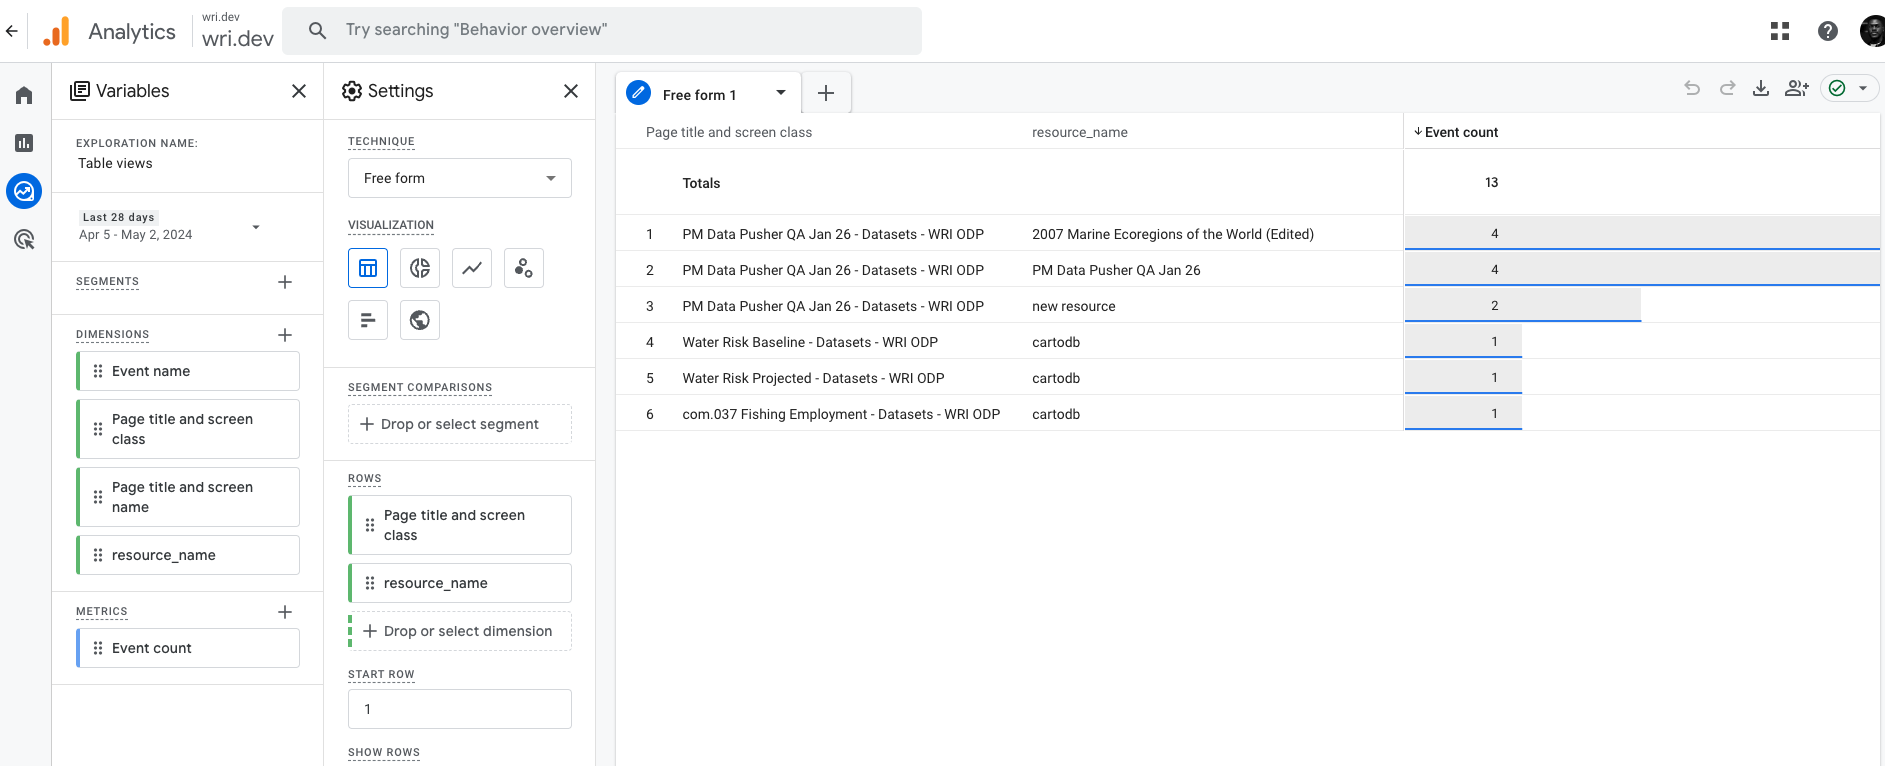 Analytics
wri.dev
wri.dev
Try searching "Behavior overview"
Variables
EXPLORATION NAME:
Table views
Last 28 days
Apr 5 - May 2, 2024
SEGMENTS
DIMENSIONS
Event name
Page title and screen
class
Page title and screen
name
resource_name
METRICS
Event count
Settings
TECHNIQUE
Free form
VISUALIZATION
SEGMENT COMPARISONS
Drop or select segment
ROWS
Page title and screen
class
resource_name
Drop or select dimension
START ROW
1
SHOW ROWS
Free form 1
Page title and screen class resource_name Event count
Totals 13
1 PM Data Pusher QA Jan 26 - Datasets - WRI ODP 2007 Marine Ecoregions of the World (Edited) 4
2 PM Data Pusher QA Jan 26 - Datasets - WRI ODP PM Data Pusher QA Jan 26 4
3 PM Data Pusher QA Jan 26 - Datasets - WRI ODP new resource 2
4 Water Risk Baseline - Datasets - WRI ODP cartodb 1
5 Water Risk Projected - Datasets - WRI ODP cartodb 1
6 com.037 Fishing Employment - Datasets - WRI ODP cartodb 1